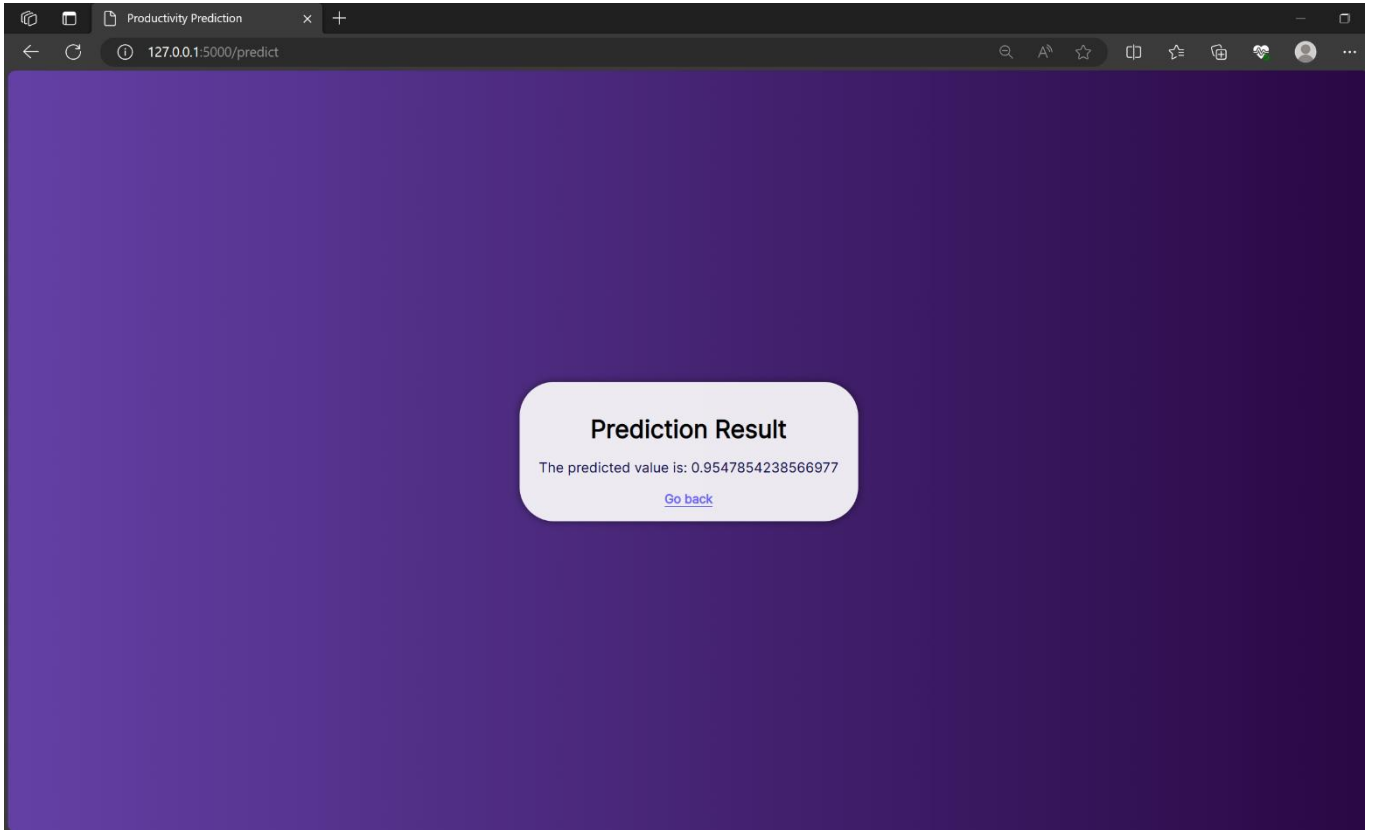 Productivity Prediction
127.0.0.1:5000/predict
Prediction Result
The predicted value is: 0.9547854238566977
Go back